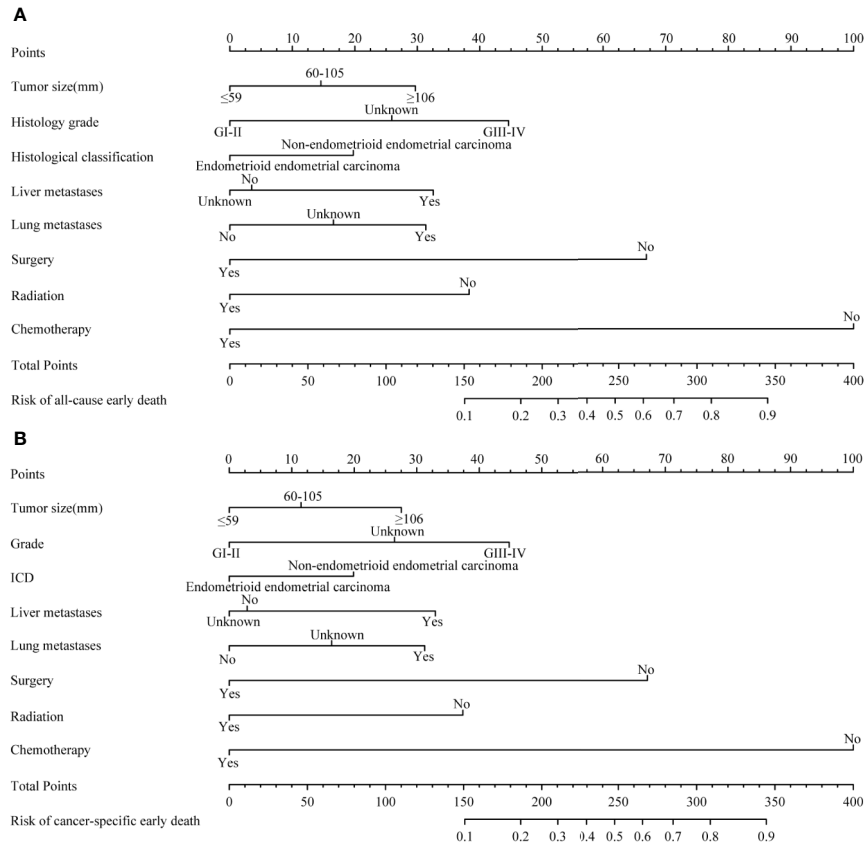 A
Points 0 10 20 30 40 50 60 70 80 90 100
60-105
Tumor size(mm)
≤59 ≥106
Unknown
Histology grade
GI-II GIII-IV
Non-endometrioid endometrial carcinoma
Histological classification
Endometrioid endometrial carcinoma
No
Liver metastases
Unknown Yes
Unknown
Lung metastases
No Yes
No
Surgery
Yes
No
Radiation
Yes
No
Chemotherapy
Yes
Total Points
0 50 100 150 200 250 300 350 400
Risk of all-cause early death
0.1 0.2 0.3 0.4 0.5 0.6 0.7 0.8 0.9
B
0 10 20 30 40 50 60 70 80 90 100
Points
60-105
Tumor size(mm)
≤59 ≥106
Unknown
Grade
GI-II GIII-IV
Non-endometrioid endometrial carcinoma
ICD
Endometrioid endometrial carcinoma
No
Liver metastases
Unknown Yes
Unknown
Lung metastases
No Yes
No
Surgery
Yes
No
Radiation
Yes
No
Chemotherapy
Yes
Total Points
0 50 100 150 200 250 300 350 400
Risk of cancer-specific early death
0.1 0.2 0.3 0.4 0.5 0.6 0.7 0.8 0.9